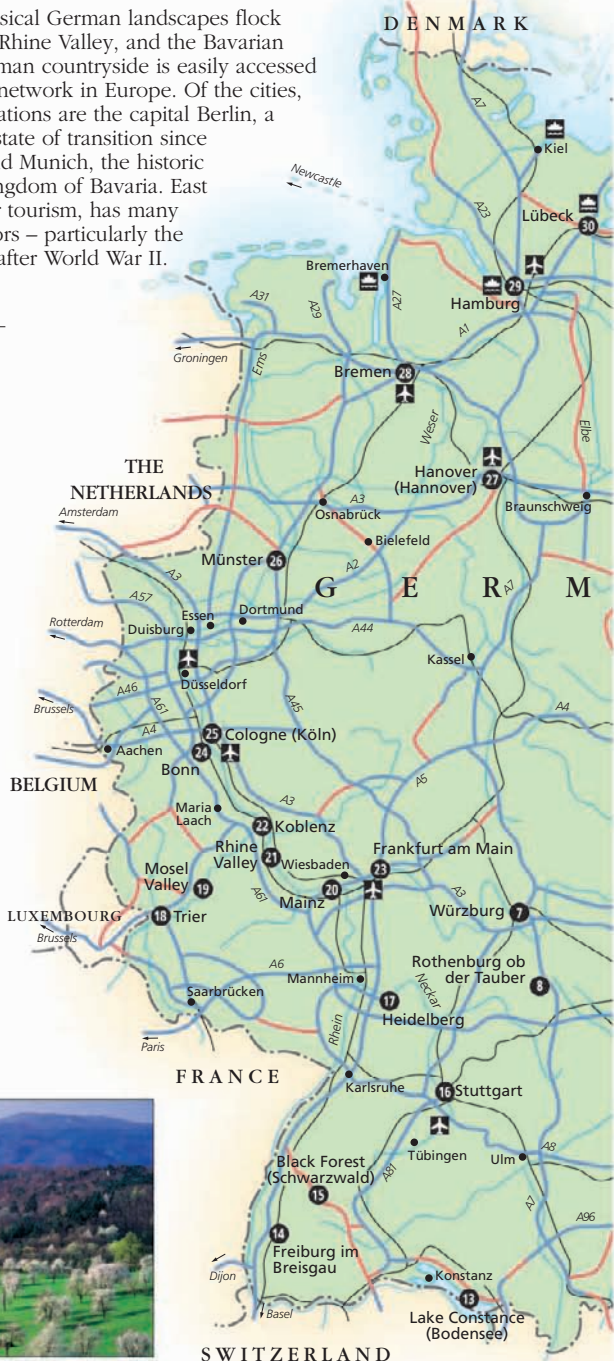 sical German landscapes flock
Rhine Valley, and the Bavarian
man countryside is easily accessed
network in Europe. Of the cities,
ations are the capital Berlin, a
state of transition since
d Munich, the historic
ngdom of Bavaria. East
r tourism, has many
ors – particularly the
after World War II.
DENMARK
A7
Kiel
Newcastle
A23
Lübeck
30
Bremerhaven
29
Hamburg
A31
A29
A27
A1
Groningen
Ems
Bremen 28
Weser
Elbe
THE
NETHERLANDS
Hanover
(Hannover)
27
A3
Osnabrück
Braunschweig
Amsterdam
Bielefeld
Münster 26
A2
GERM
A7
A3
A57
Essen
Dortmund
Rotterdam
Duisburg
A44
Kassel
Düsseldorf
A46
A61
A45
Brussels
A4
A4
25 Cologne (Köln)
Aachen
24
Bonn
A5
BELGIUM
A3
Maria
Laach
22 Koblenz
Rhine
Valley
21
Frankfurt am Main
Wiesbaden
23
Mosel
Valley
19
20
Mainz
A61
A3
LUXEMBOURG
18 Trier
Würzburg 7
Brussels
Rothenburg ob
der Tauber
8
A6
Mannheim
Neckar
Saarbrücken
17
Heidelberg
Rhein
Paris
FRANCE
Karlsruhe
16 Stuttgart
Tübingen
Ulm
A8
Black Forest
(Schwarzwald)
15
A81
A7
A96
14
Freiburg im
Breisgau
Dijon
Konstanz
Basel
13
Lake Constance
(Bodensee)
SWITZERLAND